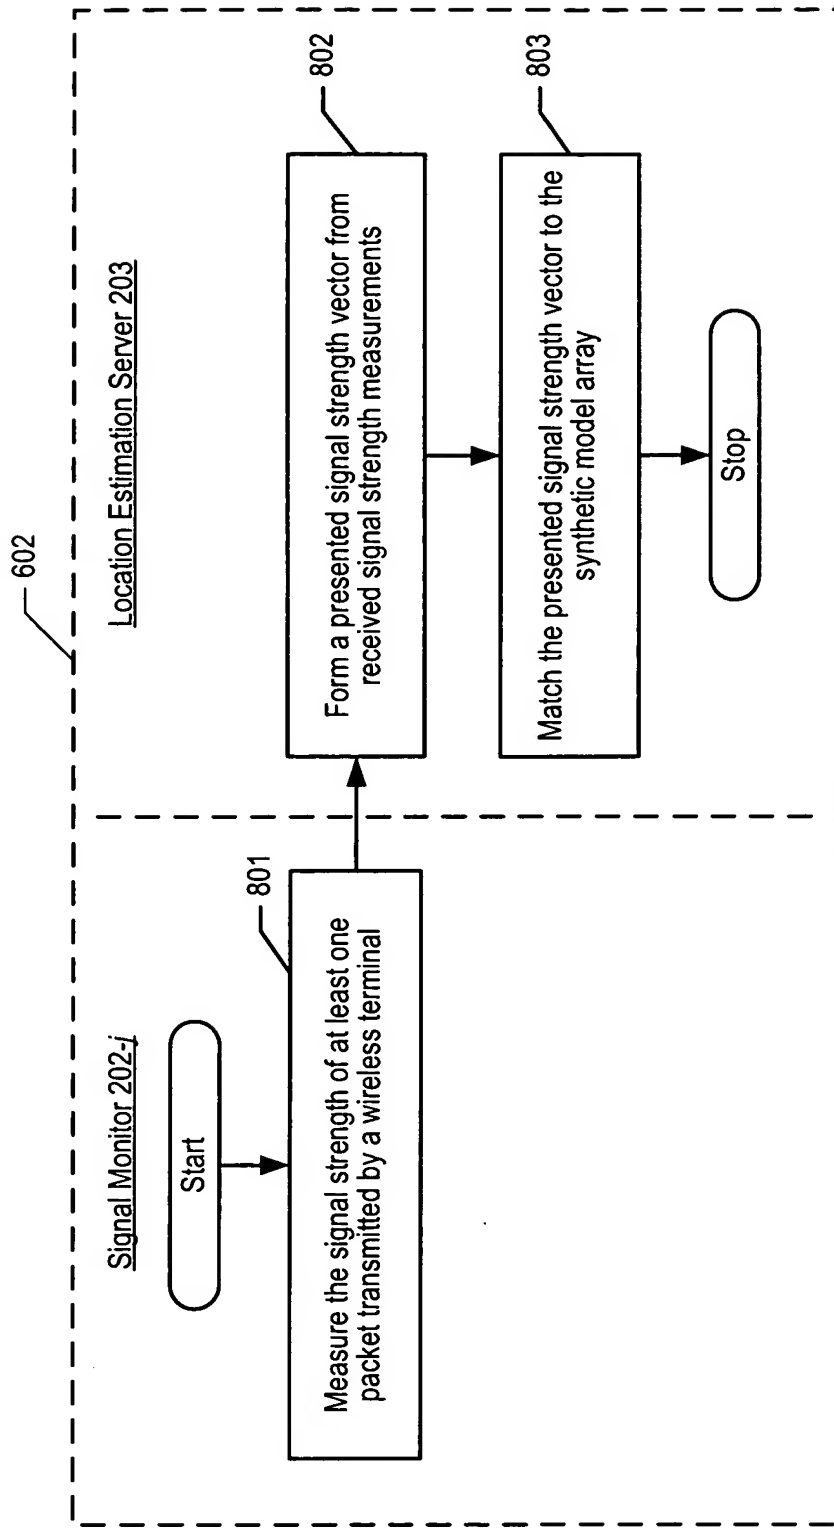 602
Signal Monitor 202-j
Start
801
Measure the signal strength of at least one
packet transmitted by a wireless terminal
Location Estimation Server 203
802
Form a presented signal strength vector from
received signal strength measurements
803
Match the presented signal strength vector to the
synthetic model array
Stop